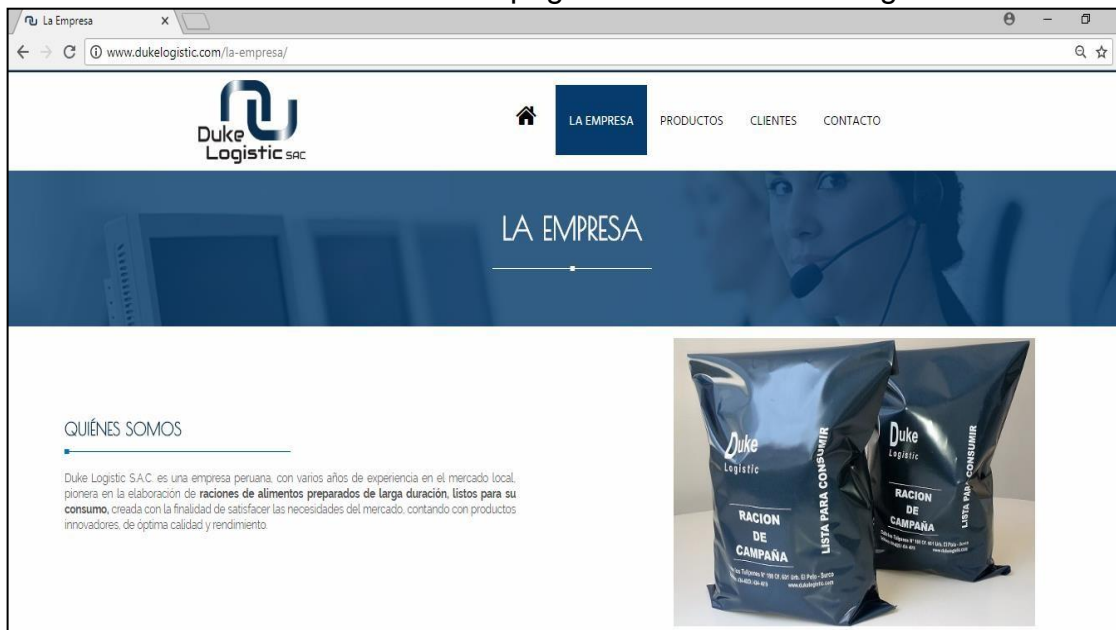 La Empresa
www.dukelogistic.com/la-empresa/
Duke
Logistic SAC
LA EMPRESA PRODUCTOS CLIENTES CONTACTO
LA EMPRESA
QUIÉNES SOMOS
Duke Logistic S.A.C. es una empresa peruana, con varios años de experiencia en el mercado local,
pionera en la elaboración de raciones de alimentos preparados de larga duración, listos para su
consumo, creada con la finalidad de satisfacer las necesidades del mercado, contando con productos
innovadores, de óptima calidad y rendimiento.
Duke
Logistic
RACION
DE
CAMPAÑA
LISTA PARA CONSUMIR
Duke
Logistic
RACION
DE
CAMPAÑA
LISTA PARA CONSUMIR